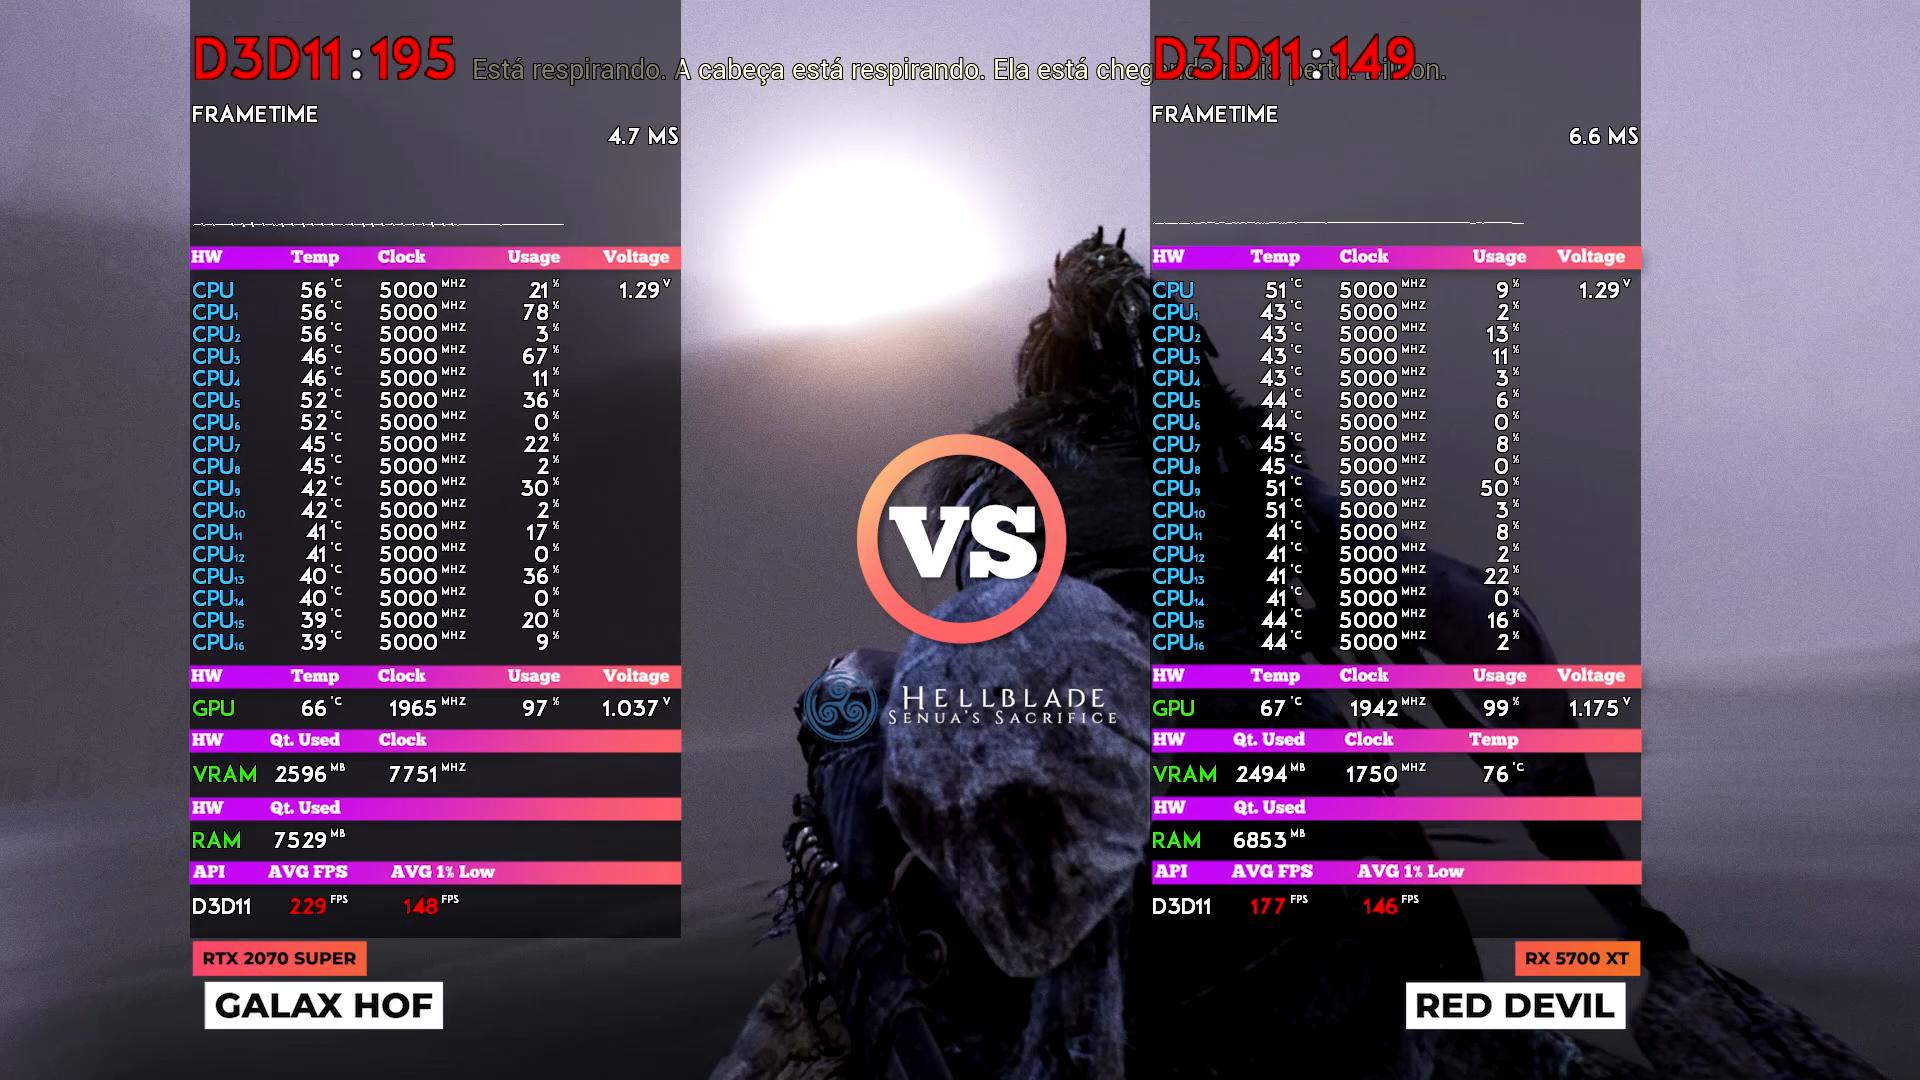 D3D11:195
Está respirando. A cabeça está respirando. Ela está chegando mais perto. Dillion.
D3D11:149
FRAMETIME
4.7 MS
FRAMETIME
6.6 MS
HW Temp Clock Usage Voltage
CPU 56 °C 5000 MHZ 21 % 1.29 V
CPU1 56 °C 5000 MHZ 78 %
CPU2 56 °C 5000 MHZ 3 %
CPU3 46 °C 5000 MHZ 67 %
CPU4 46 °C 5000 MHZ 11 %
CPU5 52 °C 5000 MHZ 36 %
CPU6 52 °C 5000 MHZ 0 %
CPU7 45 °C 5000 MHZ 22 %
CPU8 45 °C 5000 MHZ 2 %
CPU9 42 °C 5000 MHZ 30 %
CPU10 42 °C 5000 MHZ 2 %
CPU11 41 °C 5000 MHZ 17 %
CPU12 41 °C 5000 MHZ 0 %
CPU13 40 °C 5000 MHZ 36 %
CPU14 40 °C 5000 MHZ 0 %
CPU15 39 °C 5000 MHZ 20 %
CPU16 39 °C 5000 MHZ 9 %
HW Temp Clock Usage Voltage
GPU 66 °C 1965 MHZ 97 % 1.037 V
HW Qt. Used Clock
VRAM 2596 MB 7751 MHZ
HW Qt. Used
RAM 7529 MB
API AVG FPS AVG 1% Low
D3D11 229 FPS 148 FPS
RTX 2070 SUPER
GALAX HOF
VS
HELLBLADE
SENUA'S SACRIFICE
HW Temp Clock Usage Voltage
CPU 51 °C 5000 MHZ 9 % 1.29 V
CPU1 43 °C 5000 MHZ 2 %
CPU2 43 °C 5000 MHZ 13 %
CPU3 43 °C 5000 MHZ 11 %
CPU4 43 °C 5000 MHZ 3 %
CPU5 44 °C 5000 MHZ 6 %
CPU6 44 °C 5000 MHZ 0 %
CPU7 45 °C 5000 MHZ 8 %
CPU8 45 °C 5000 MHZ 0 %
CPU9 51 °C 5000 MHZ 50 %
CPU10 51 °C 5000 MHZ 3 %
CPU11 41 °C 5000 MHZ 8 %
CPU12 41 °C 5000 MHZ 2 %
CPU13 41 °C 5000 MHZ 22 %
CPU14 41 °C 5000 MHZ 0 %
CPU15 44 °C 5000 MHZ 16 %
CPU16 44 °C 5000 MHZ 2 %
HW Temp Clock Usage Voltage
GPU 67 °C 1942 MHZ 99 % 1.175 V
HW Qt. Used Clock Temp
VRAM 2494 MB 1750 MHZ 76 °C
HW Qt. Used
RAM 6853 MB
API AVG FPS AVG 1% Low
D3D11 177 FPS 146 FPS
RX 5700 XT
RED DEVIL